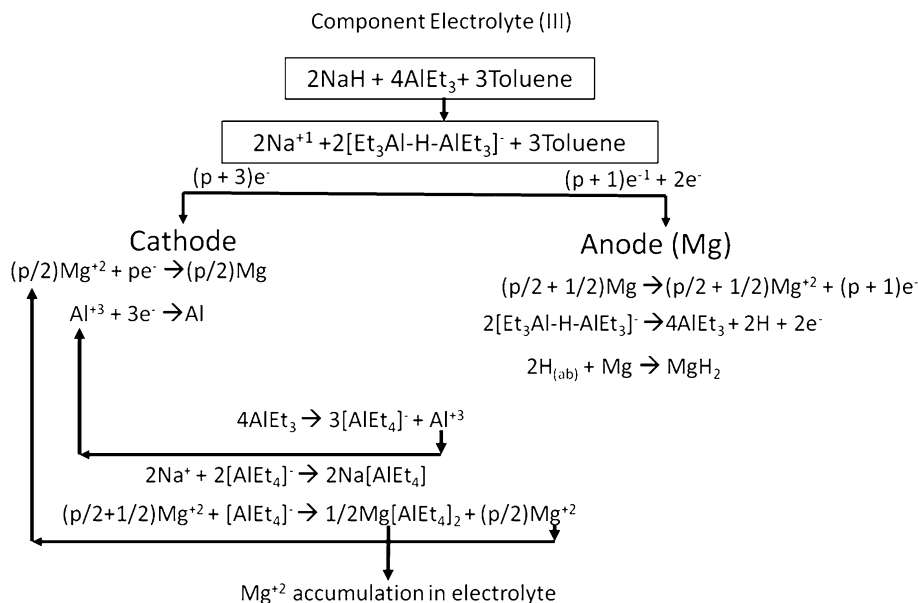 Component Electrolyte (III)
2NaH + 4AlEt₃+ 3Toluene
2Na⁺¹ +2[Et₃Al-H-AlEt₃]⁻ + 3Toluene
(p + 3)e⁻
(p + 1)e⁻¹ + 2e⁻
Cathode
Anode (Mg)
(p/2)Mg⁺² + pe⁻ → (p/2)Mg
(p/2 + 1/2)Mg → (p/2 + 1/2)Mg⁺² + (p + 1)e⁻
Al⁺³ + 3e⁻ → Al
2[Et₃Al-H-AlEt₃]⁻ → 4AlEt₃ + 2H + 2e⁻
2H₍ab₎ + Mg → MgH₂
4AlEt₃ → 3[AlEt₄]⁻ + Al⁺³
2Na⁺ + 2[AlEt₄]⁻ → 2Na[AlEt₄]
(p/2+1/2)Mg⁺² + [AlEt₄]⁻ → 1/2Mg[AlEt₄]₂ + (p/2)Mg⁺²
Mg⁺² accumulation in electrolyte